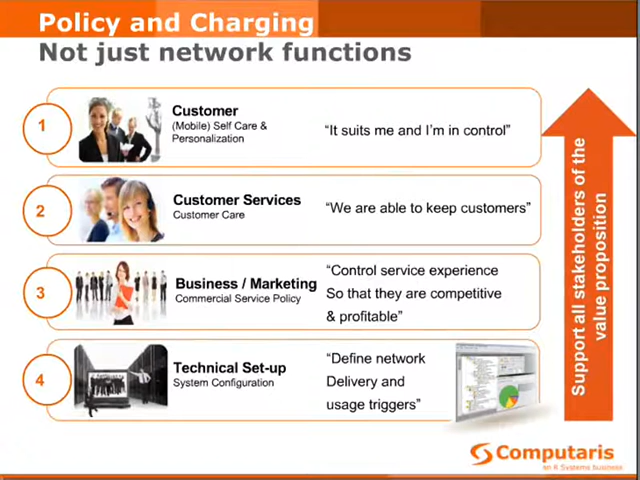 Policy and Charging
Not just network functions
1
Customer
(Mobile) Self Care &
Personalization
“It suits me and I’m in control”
2
Customer Services
Customer Care
“We are able to keep customers”
3
Business / Marketing
Commercial Service Policy
“Control service experience
So that they are competitive
& profitable”
4
Technical Set-up
System Configuration
“Define network
Delivery and
usage triggers”
Support all stakeholders of the
value proposition
Computaris
an R Systems business